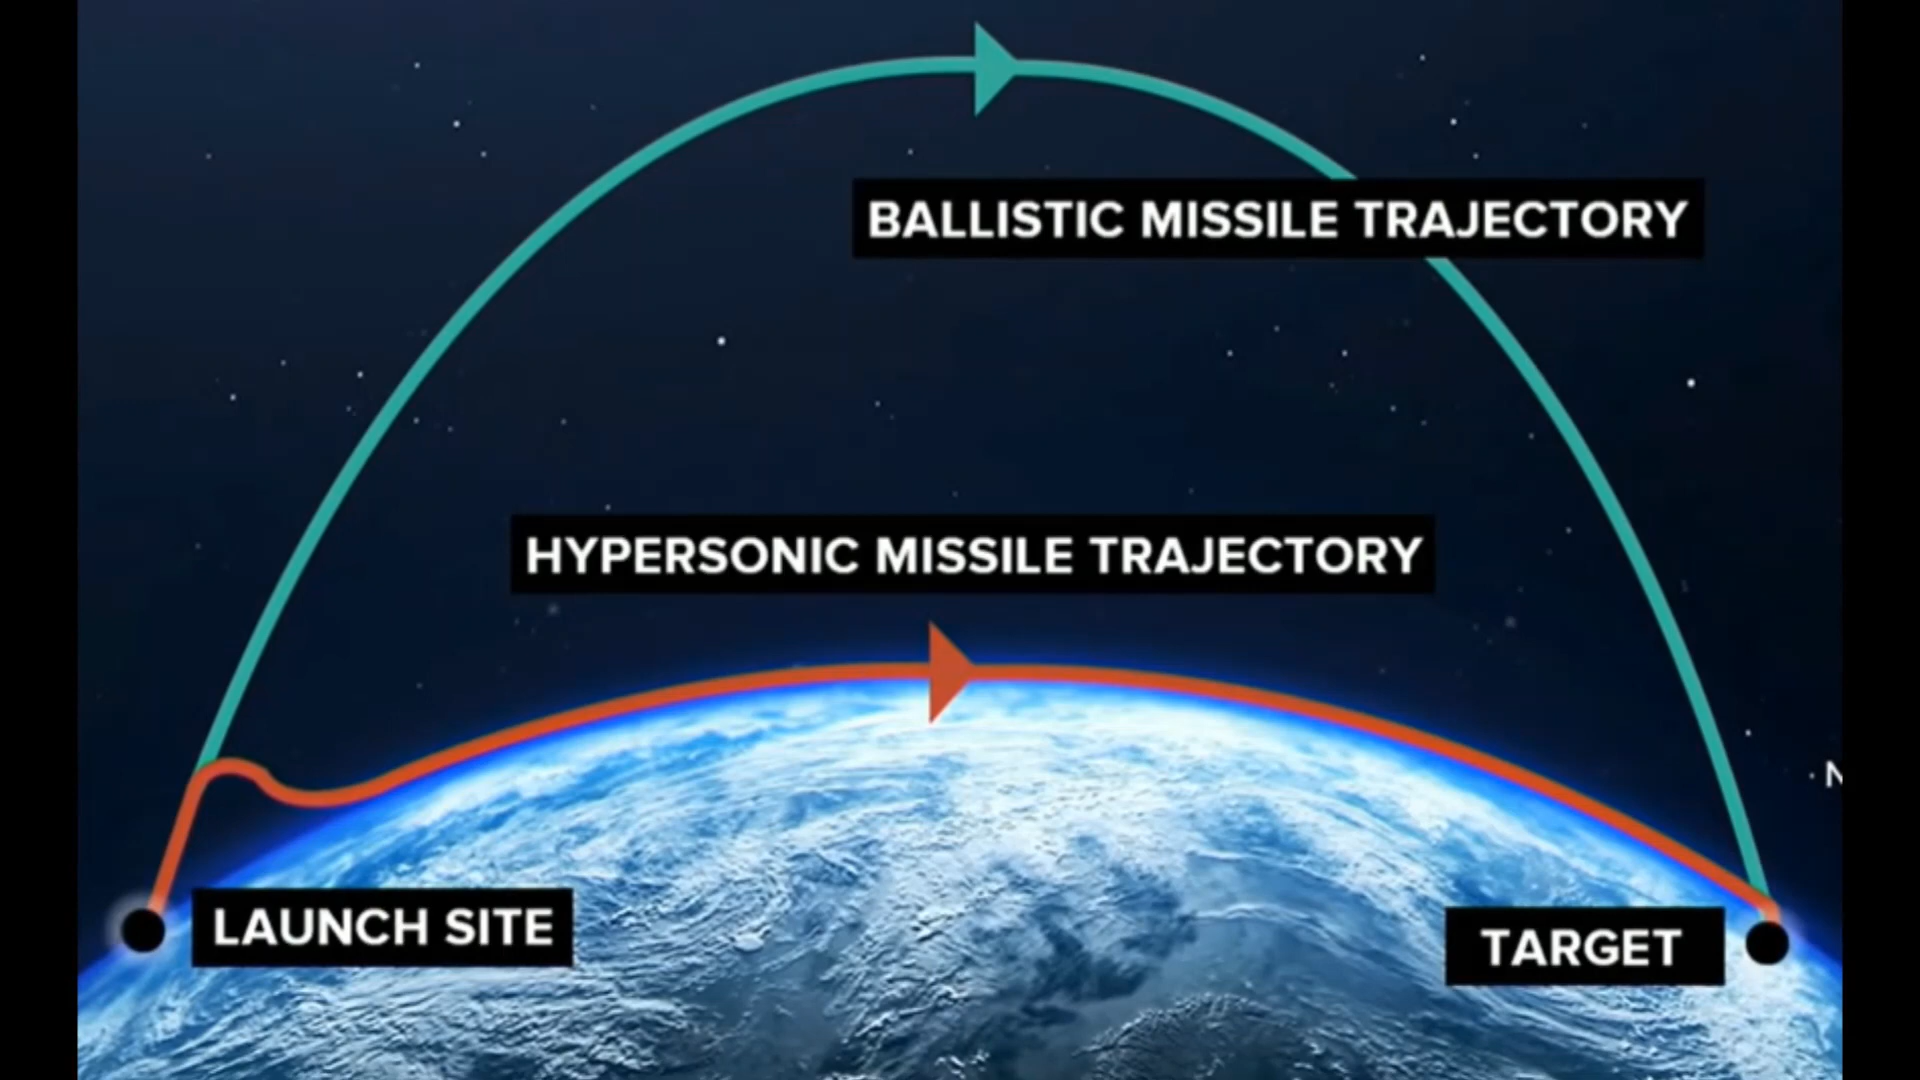 BALLISTIC MISSILE TRAJECTORY
HYPERSONIC MISSILE TRAJECTORY
N
LAUNCH SITE
TARGET